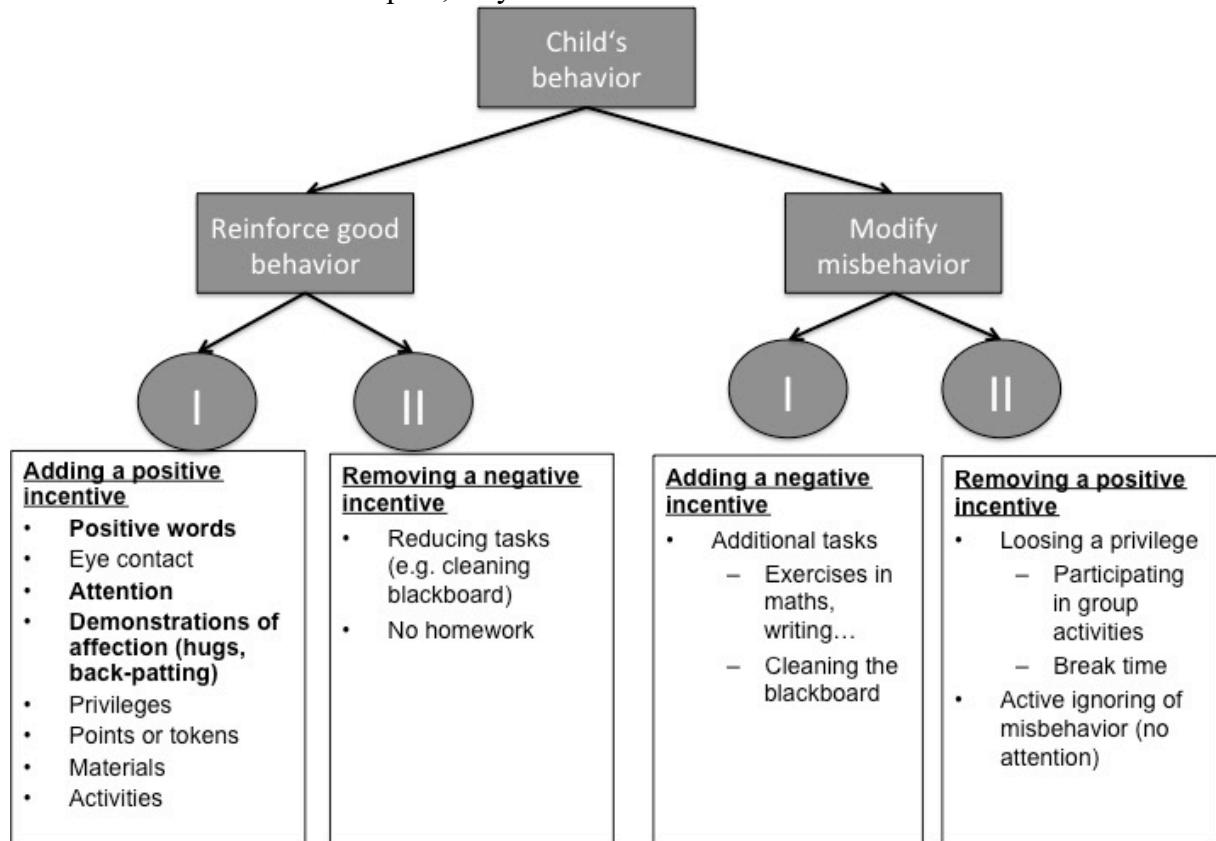 Child‘s
behavior
Reinforce good
behavior
Modify
misbehavior
I
II
I
II
Adding a positive
incentive
• Positive words
• Eye contact
• Attention
• Demonstrations of
affection (hugs,
back-patting)
• Privileges
• Points or tokens
• Materials
• Activities
Removing a negative
incentive
• Reducing tasks
(e.g. cleaning
blackboard)
• No homework
Adding a negative
incentive
• Additional tasks
– Exercises in
maths,
writing…
– Cleaning the
blackboard
Removing a positive
incentive
• Loosing a privilege
– Participating
in group
activities
– Break time
• Active ignoring of
misbehavior (no
attention)